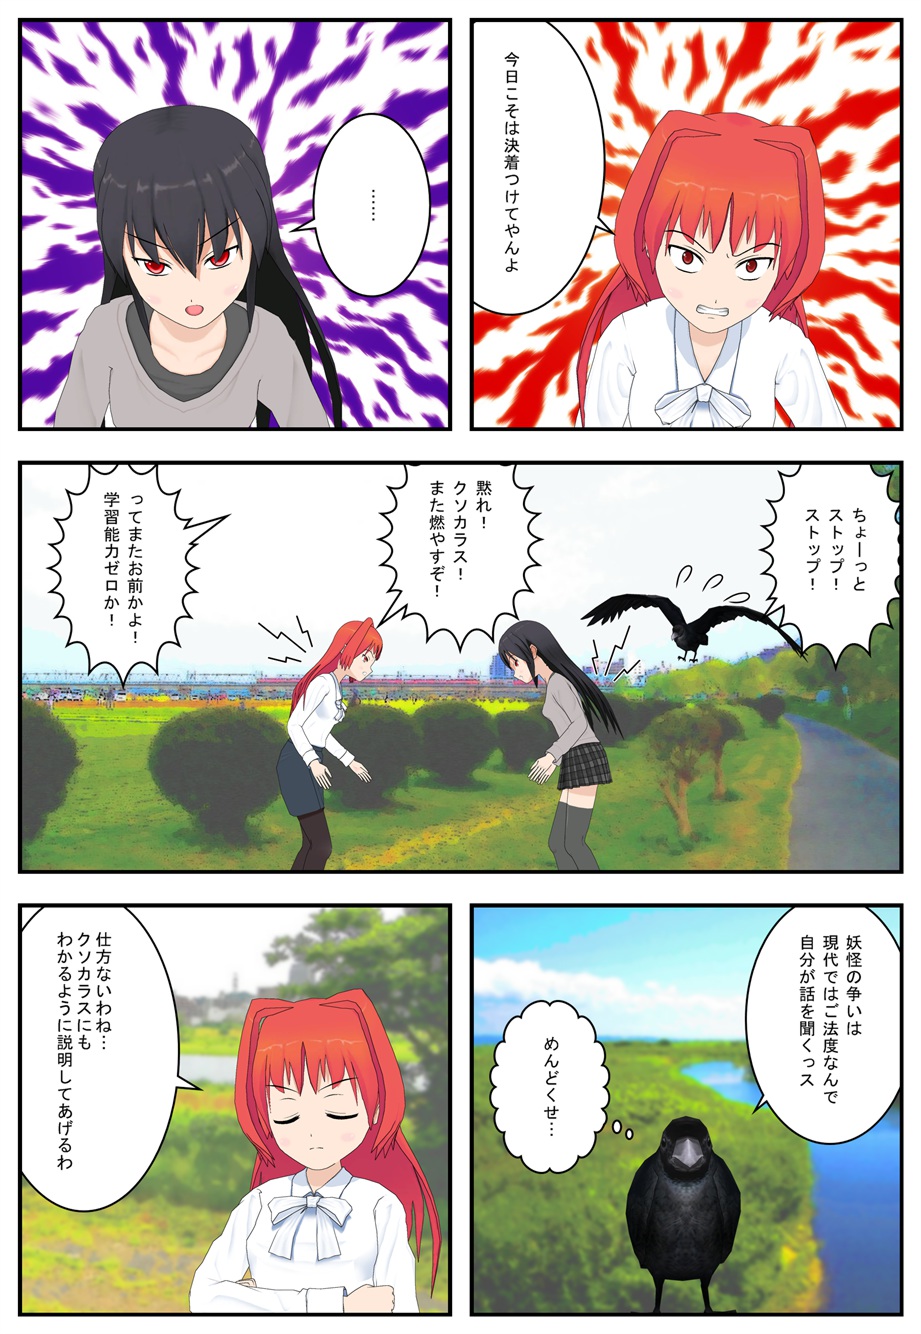 今日こそは決着つけてやんよ
……
ちょーっと
ストップ！
ストップ！
黙れ！
クソカラス！
また燃やすぞ！
ってまたお前かよ！
学習能力ゼロか！
妖怪の争いは
現代ではご法度なんで
自分が話を聞くっス
めんどくせ…
仕方ないわね…
クソカラスにも
わかるように説明してあげるわ